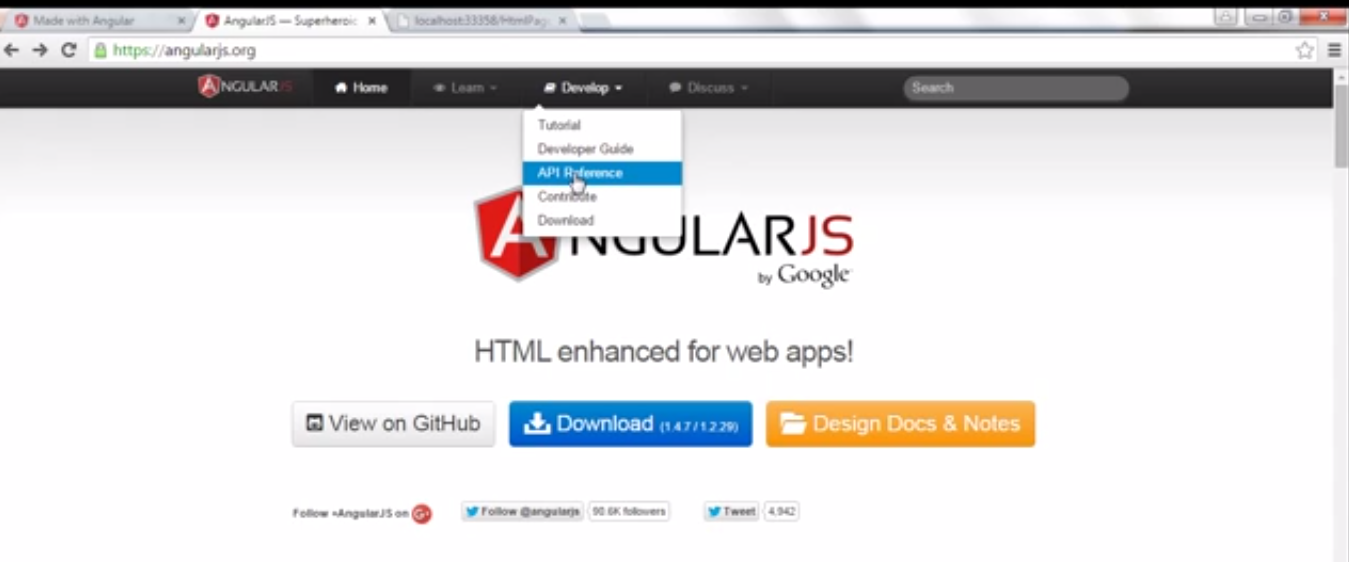 Made with Angular
AngularJS — Superheroic
localhost:33358/HtmlPag
https://angularjs.org
ANGULARJS
Home
Learn
Develop
Discuss
Search
Tutorial
Developer Guide
API Reference
Contribute
Download
ANGULARJS
by Google
HTML enhanced for web apps!
View on GitHub
Download (1.4.7 / 1.2.29)
Design Docs & Notes
Follow +AngularJS on G+
Follow @angularjs
90.6K followers
Tweet
4,942